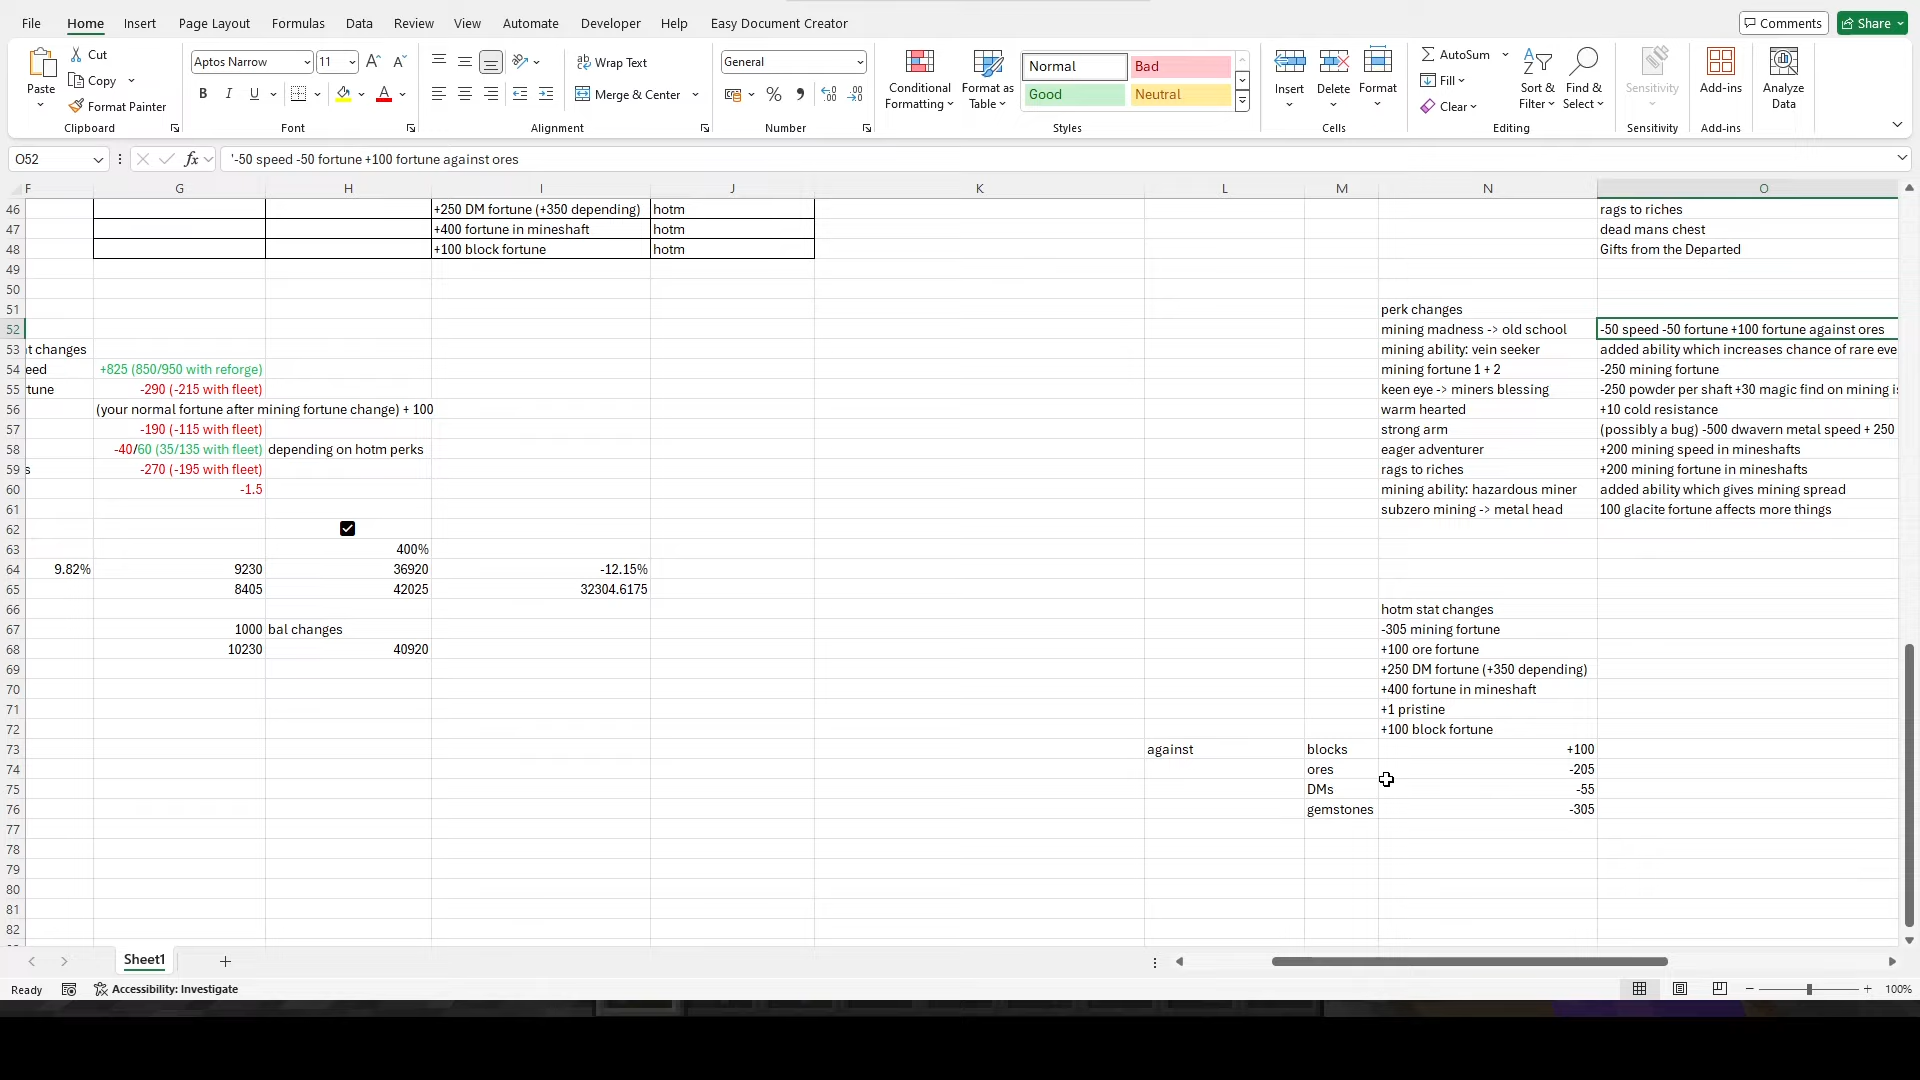 File Home Insert Page Layout Formulas Data Review View Automate Developer Help Easy Document Creator Comments Share
Paste Cut Copy Format Painter Clipboard
Aptos Narrow 11 B I U Font
Wrap Text Merge & Center Alignment
General Number
Conditional Formatting Format as Table Normal Bad Good Neutral Styles
Insert Delete Format Cells
AutoSum Fill Clear Sort & Filter Find & Select Editing
Sensitivity Sensitivity
Add-ins Add-ins
Analyze Data
O52 fx '-50 speed -50 fortune +100 fortune against ores
F G H I J K L M N O
46 +250 DM fortune (+350 depending) hotm rags to riches
47 +400 fortune in mineshaft hotm dead mans chest
48 +100 block fortune hotm Gifts from the Departed
49
50
51 perk changes
52 mining madness -> old school -50 speed -50 fortune +100 fortune against ores
53 t changes mining ability: vein seeker added ability which increases chance of rare eve
54 eed +825 (850/950 with reforge) mining fortune 1 + 2 -250 mining fortune
55 rtune -290 (-215 with fleet) keen eye -> miners blessing -250 powder per shaft +30 magic find on mining is
56 (your normal fortune after mining fortune change) + 100 warm hearted +10 cold resistance
57 -190 (-115 with fleet) strong arm (possibly a bug) -500 dwavern metal speed + 250
58 -40/60 (35/135 with fleet) depending on hotm perks eager adventurer +200 mining speed in mineshafts
59 s -270 (-195 with fleet) rags to riches +200 mining fortune in mineshafts
60 -1.5 mining ability: hazardous miner added ability which gives mining spread
61 subzero mining -> metal head 100 glacite fortune affects more things
62
63 400%
64 9.82% 9230 36920 -12.15%
65 8405 42025 32304.6175
66 hotm stat changes
67 1000 bal changes -305 mining fortune
68 10230 40920 +100 ore fortune
69 +250 DM fortune (+350 depending)
70 +400 fortune in mineshaft
71 +1 pristine
72 +100 block fortune
73 against blocks +100
74 ores -205
75 DMs -55
76 gemstones -305
77
78
79
80
81
82
Sheet1
Ready Accessibility: Investigate 100%